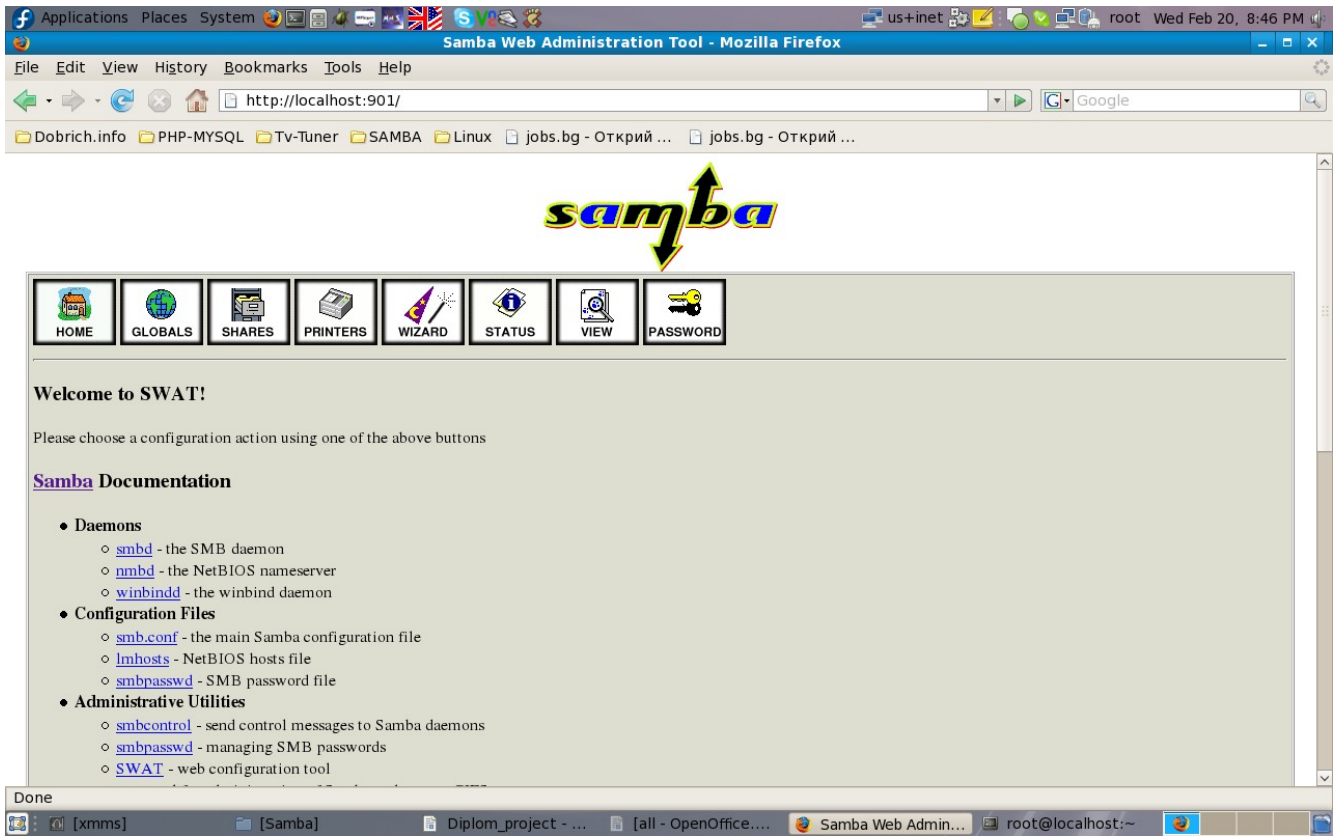 Applications Places System us+inet root Wed Feb 20, 8:46 PM
Samba Web Administration Tool - Mozilla Firefox
File Edit View History Bookmarks Tools Help
http://localhost:901/ G Google
Dobrich.info PHP-MYSQL Tv-Tuner SAMBA Linux jobs.bg - Открий ... jobs.bg - Открий ...
samba
HOME GLOBALS SHARES PRINTERS WIZARD STATUS VIEW PASSWORD
Welcome to SWAT!
Please choose a configuration action using one of the above buttons
Samba Documentation
Daemons
smbd - the SMB daemon
nmbd - the NetBIOS nameserver
winbindd - the winbind daemon
Configuration Files
smb.conf - the main Samba configuration file
lmhosts - NetBIOS hosts file
smbpasswd - SMB password file
Administrative Utilities
smbcontrol - send control messages to Samba daemons
smbpasswd - managing SMB passwords
SWAT - web configuration tool
Done
[xmms] [Samba] Diplom_project - ... [all - OpenOffice.... Samba Web Admin... root@localhost:~